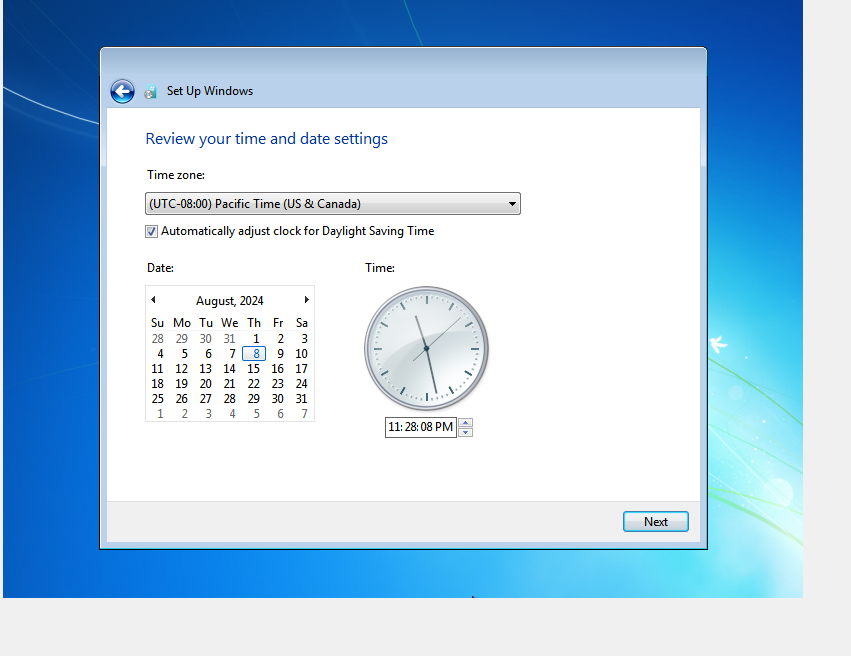 Set Up Windows
Review your time and date settings
Time zone:
(UTC-08:00) Pacific Time (US & Canada)
Automatically adjust clock for Daylight Saving Time
Date:
Time:
August, 2024
Su Mo Tu We Th Fr Sa
28 29 30 31 1 2 3
4 5 6 7 8 9 10
11 12 13 14 15 16 17
18 19 20 21 22 23 24
25 26 27 28 29 30 31
1 2 3 4 5 6 7
11:28:08 PM
Next